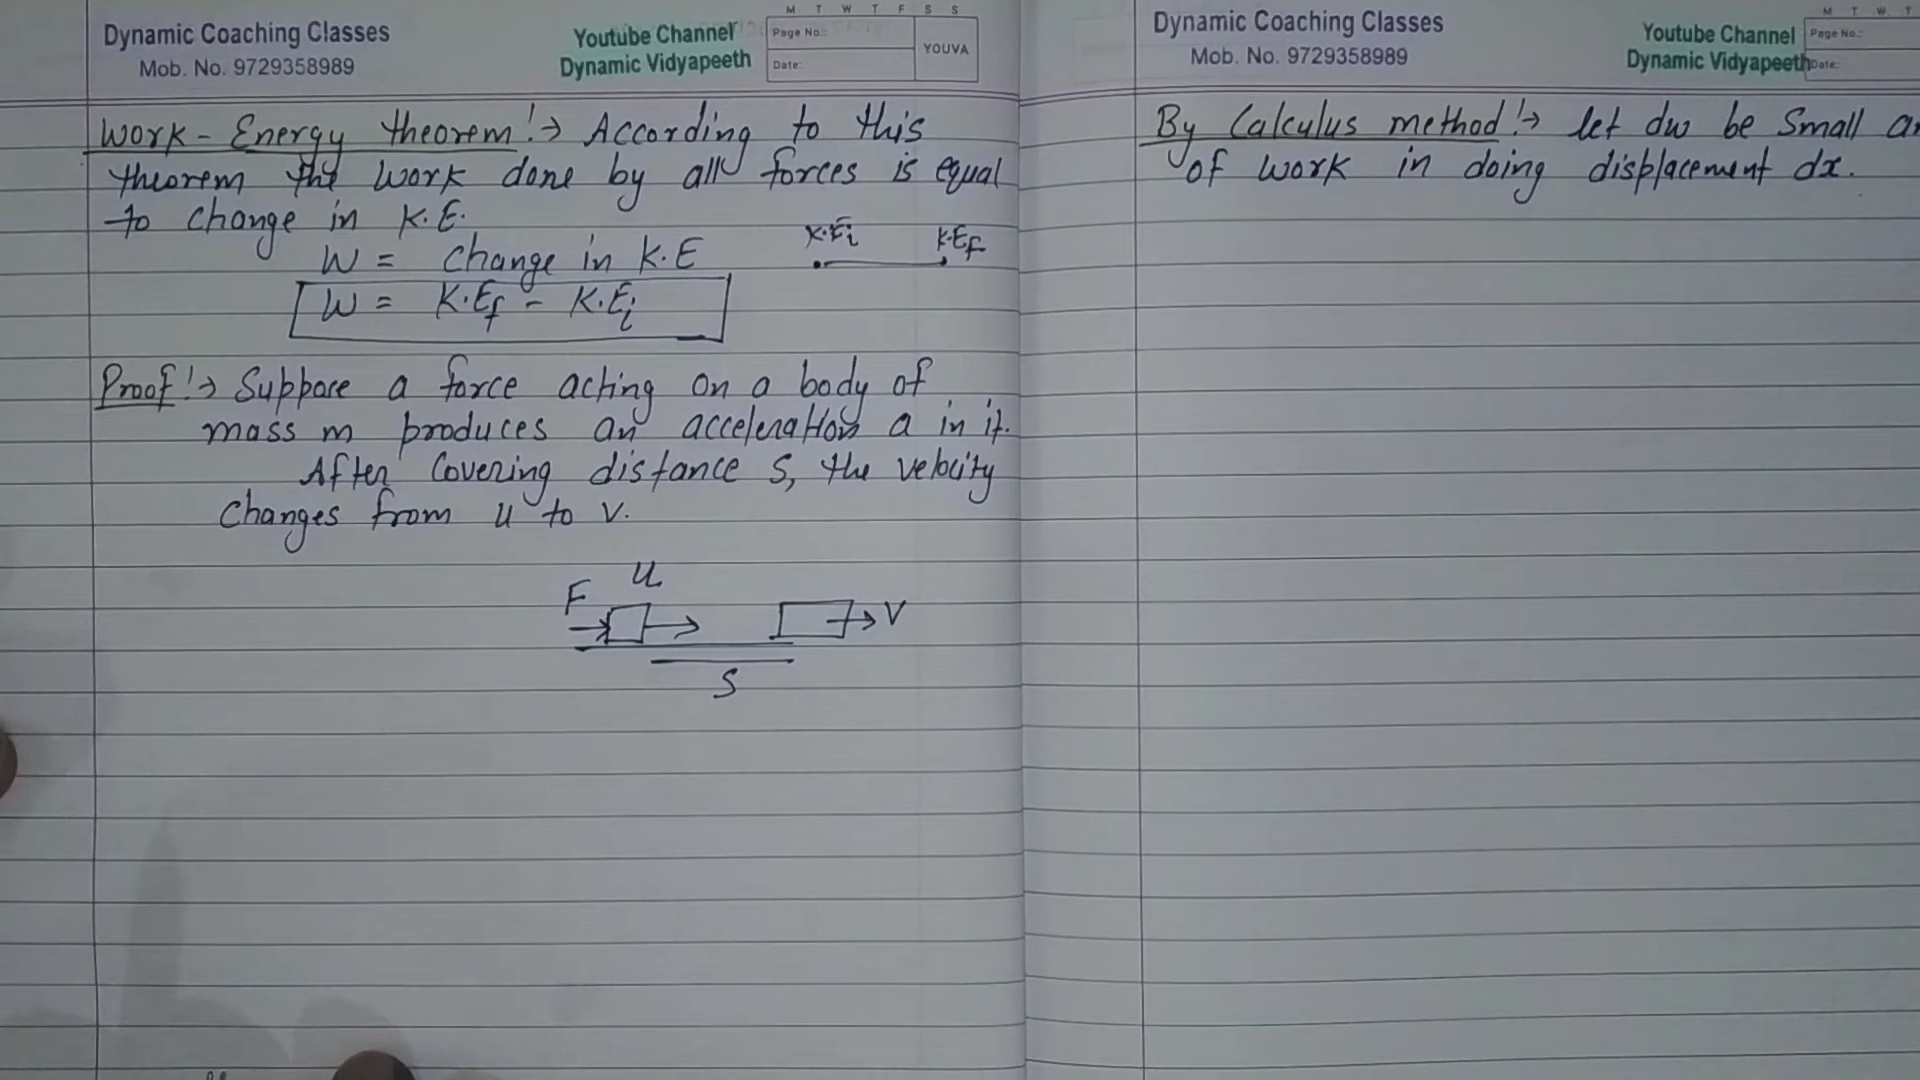 Dynamic Coaching Classes
Mob. No. 9729358989
Youtube Channel
Dynamic Vidyapeeth
M T W T F S S
Page No.:
Date:
YOUVA
Work - Energy theorem :→ According to this
theorem the work done by all forces is equal
to change in K.E.
W = Change in K.E
K.Ei K.Ef
W = K.Ef - K.Ei
Proof :→ Suppose a force acting on a body of
mass m produces an acceleration a in it.
After Covering distance S, the velocity
Changes from u to v.
F u
V
S
Dynamic Coaching Classes
Mob. No. 9729358989
Youtube Channel
Dynamic Vidyapeeth
M T W T
Page No.:
Date:
By Calculus method :→ let dw be Small
of work in doing displacement dx.